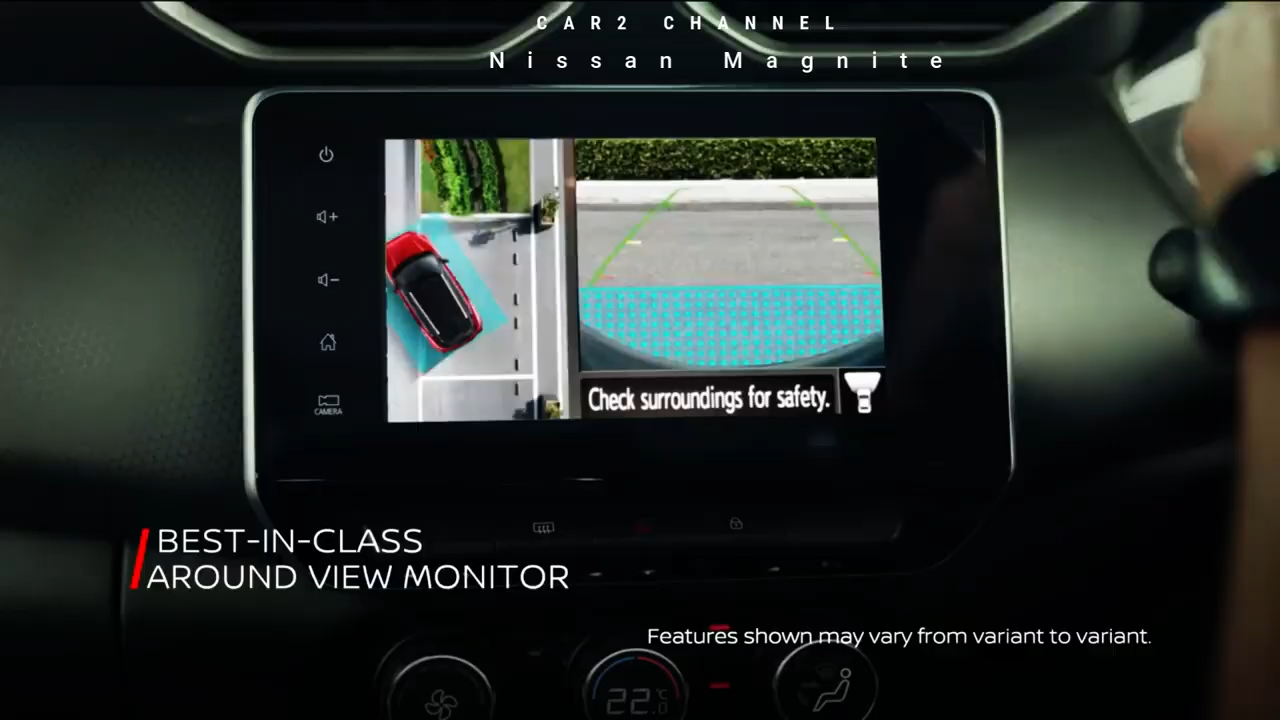 CAR2 CHANNEL
Nissan Magnite
CAMERA
Check surroundings for safety.
BEST-IN-CLASS
AROUND VIEW MONITOR
Features shown may vary from variant to variant.
22.0°C